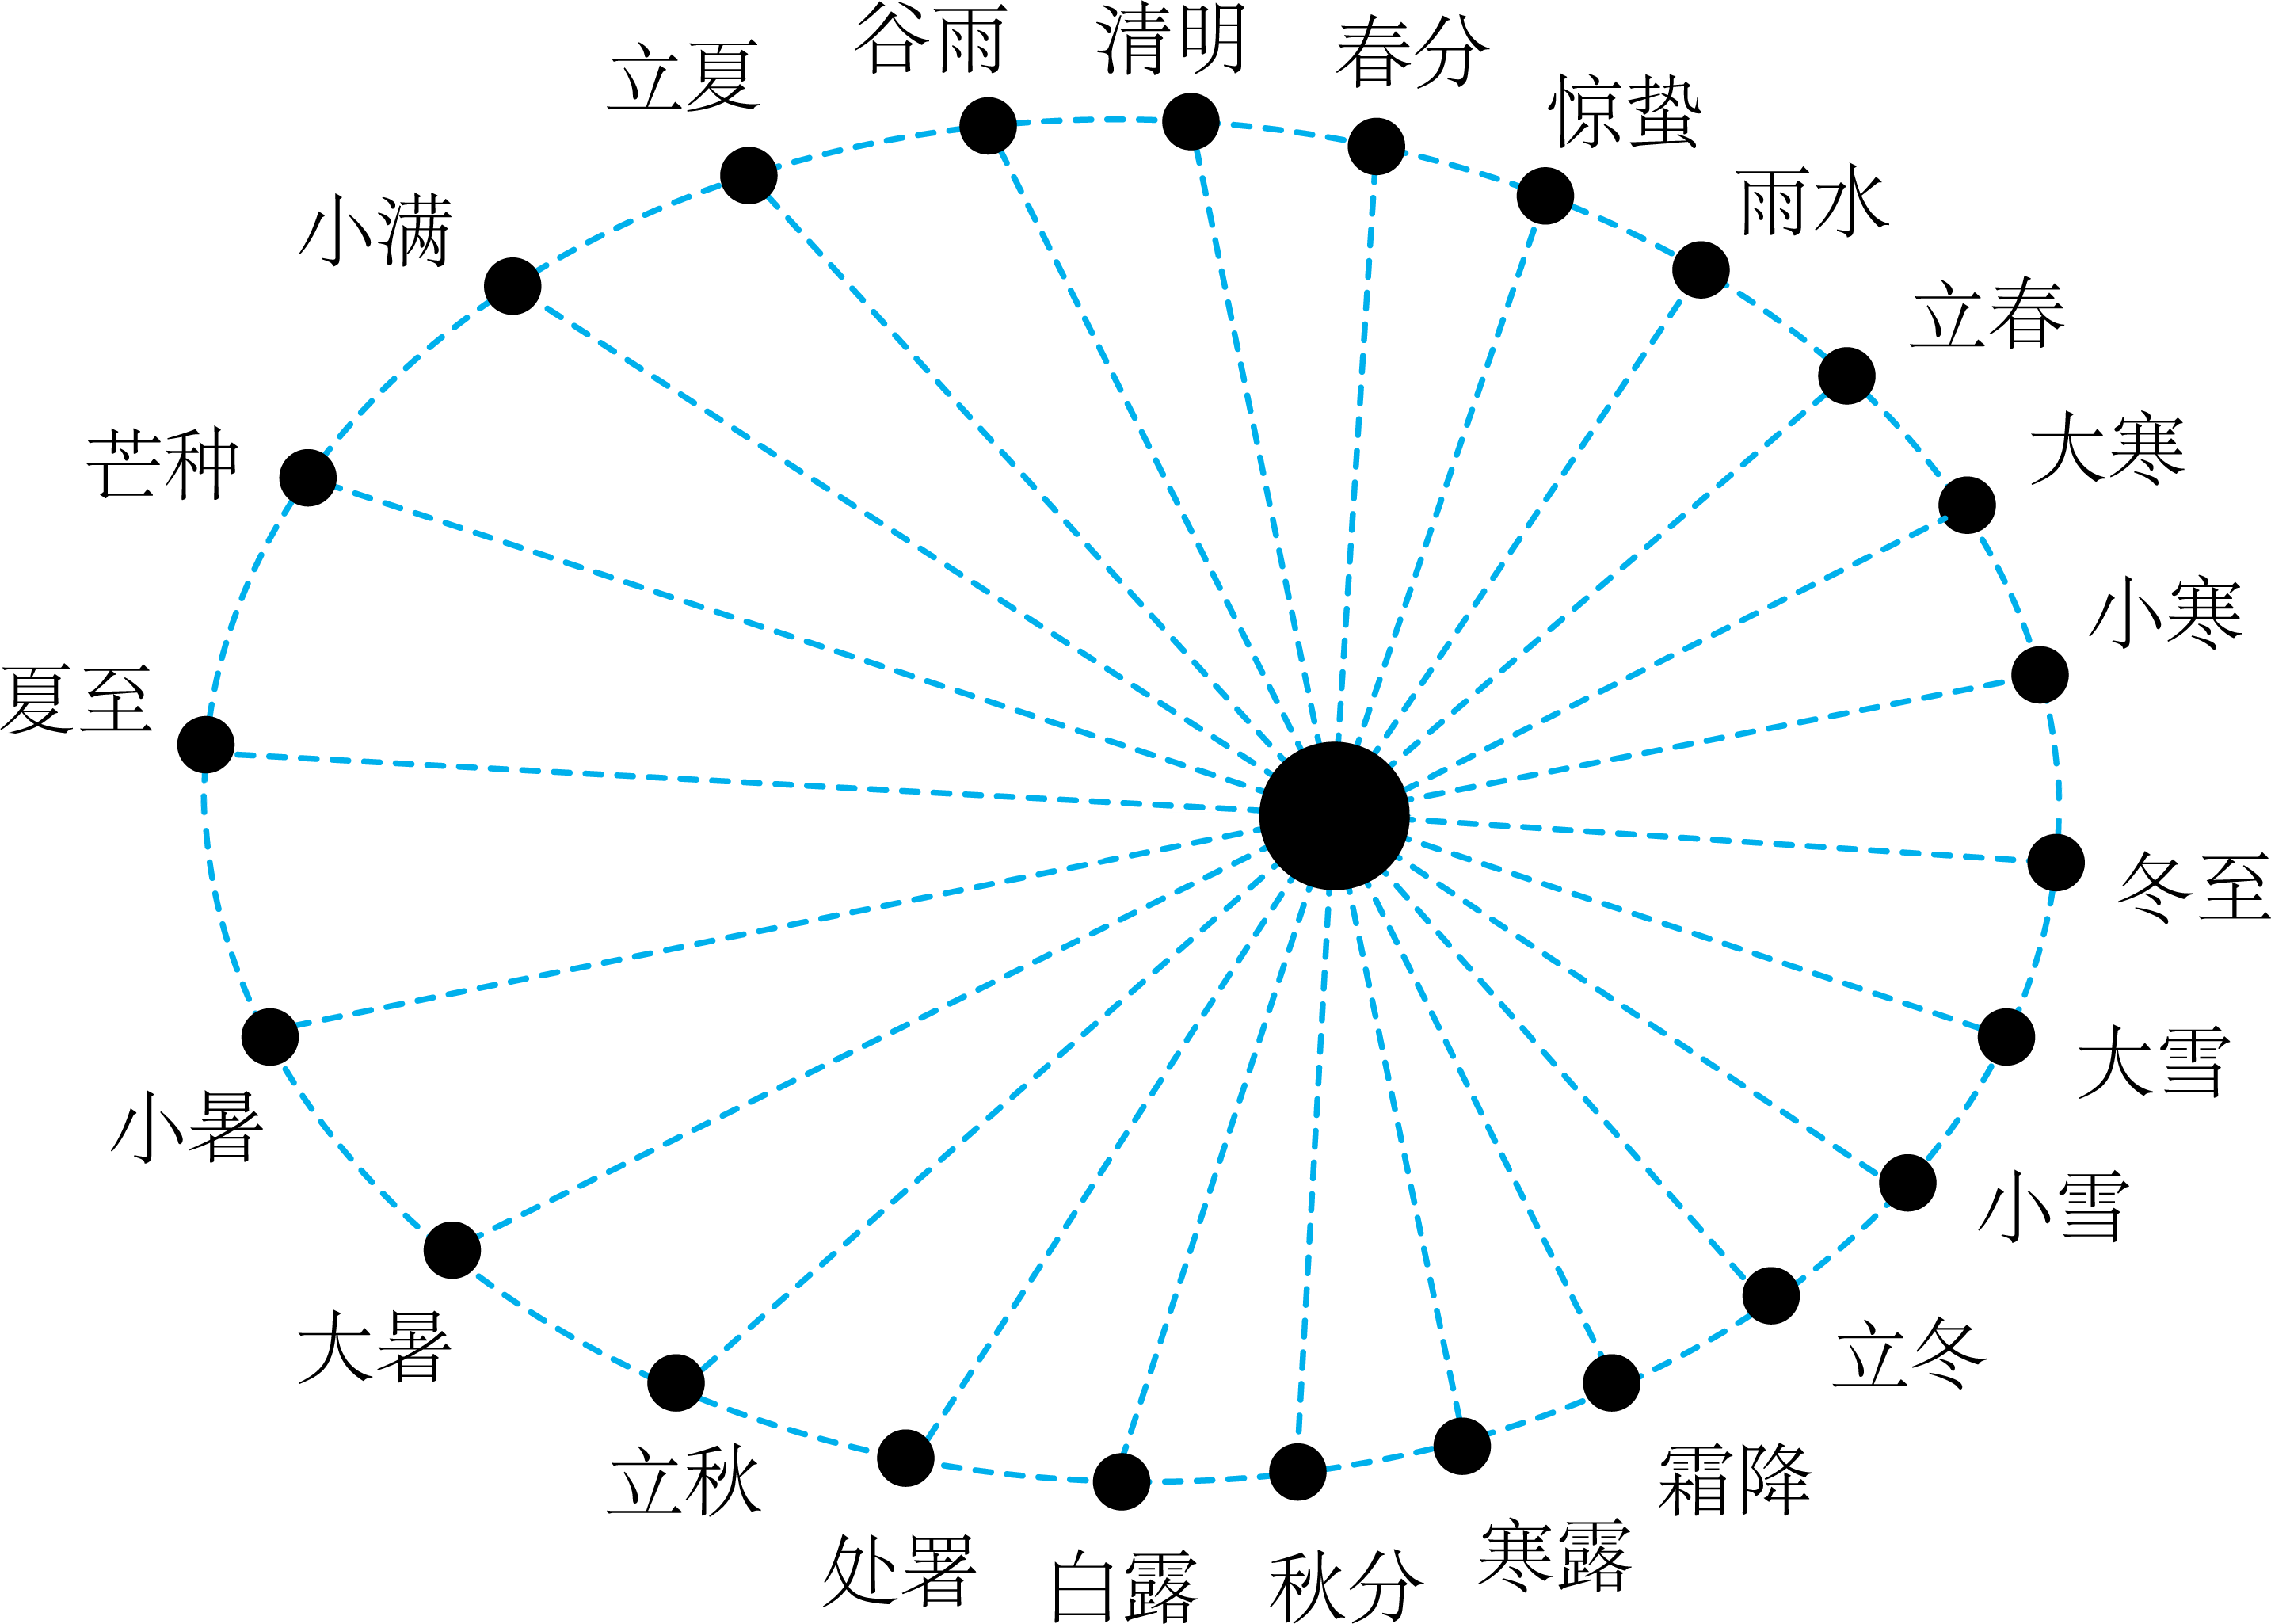 谷雨
清明
春分
立夏
惊蛰
雨水
小满
立春
芒种
大寒
小寒
夏至
冬至
大雪
小暑
小雪
大暑
立冬
立秋
霜降
处署
白露
秋分
寒露